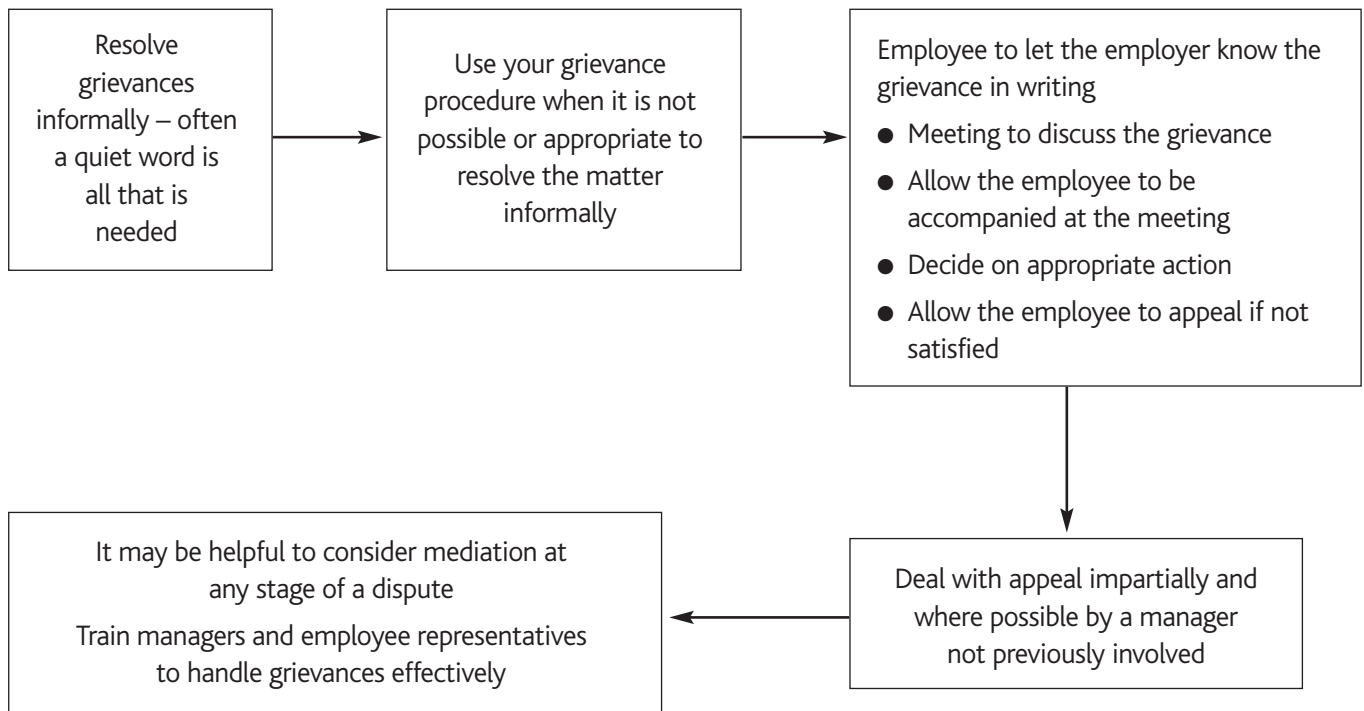 Resolve
grievances
informally – often
a quiet word is
all that is
needed
Use your grievance
procedure when it is not
possible or appropriate to
resolve the matter
informally
Employee to let the employer know the
grievance in writing
● Meeting to discuss the grievance
● Allow the employee to be
accompanied at the meeting
● Decide on appropriate action
● Allow the employee to appeal if not
satisfied
Deal with appeal impartially and
where possible by a manager
not previously involved
It may be helpful to consider mediation at
any stage of a dispute
Train managers and employee representatives
to handle grievances effectively